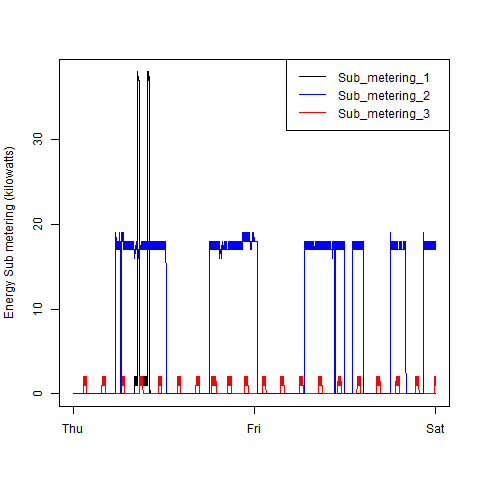 Sub_metering_1
Sub_metering_2
Sub_metering_3
Energy Sub metering (kilowatts)
30
20
10
0
Thu Fri Sat